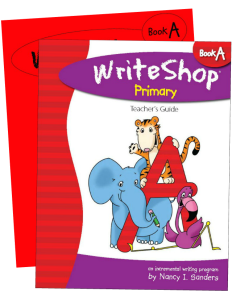 Book A
Book A
WriteShop
Primary
Teacher's Guide
A
an incremental writing program
by Nancy I. Sanders